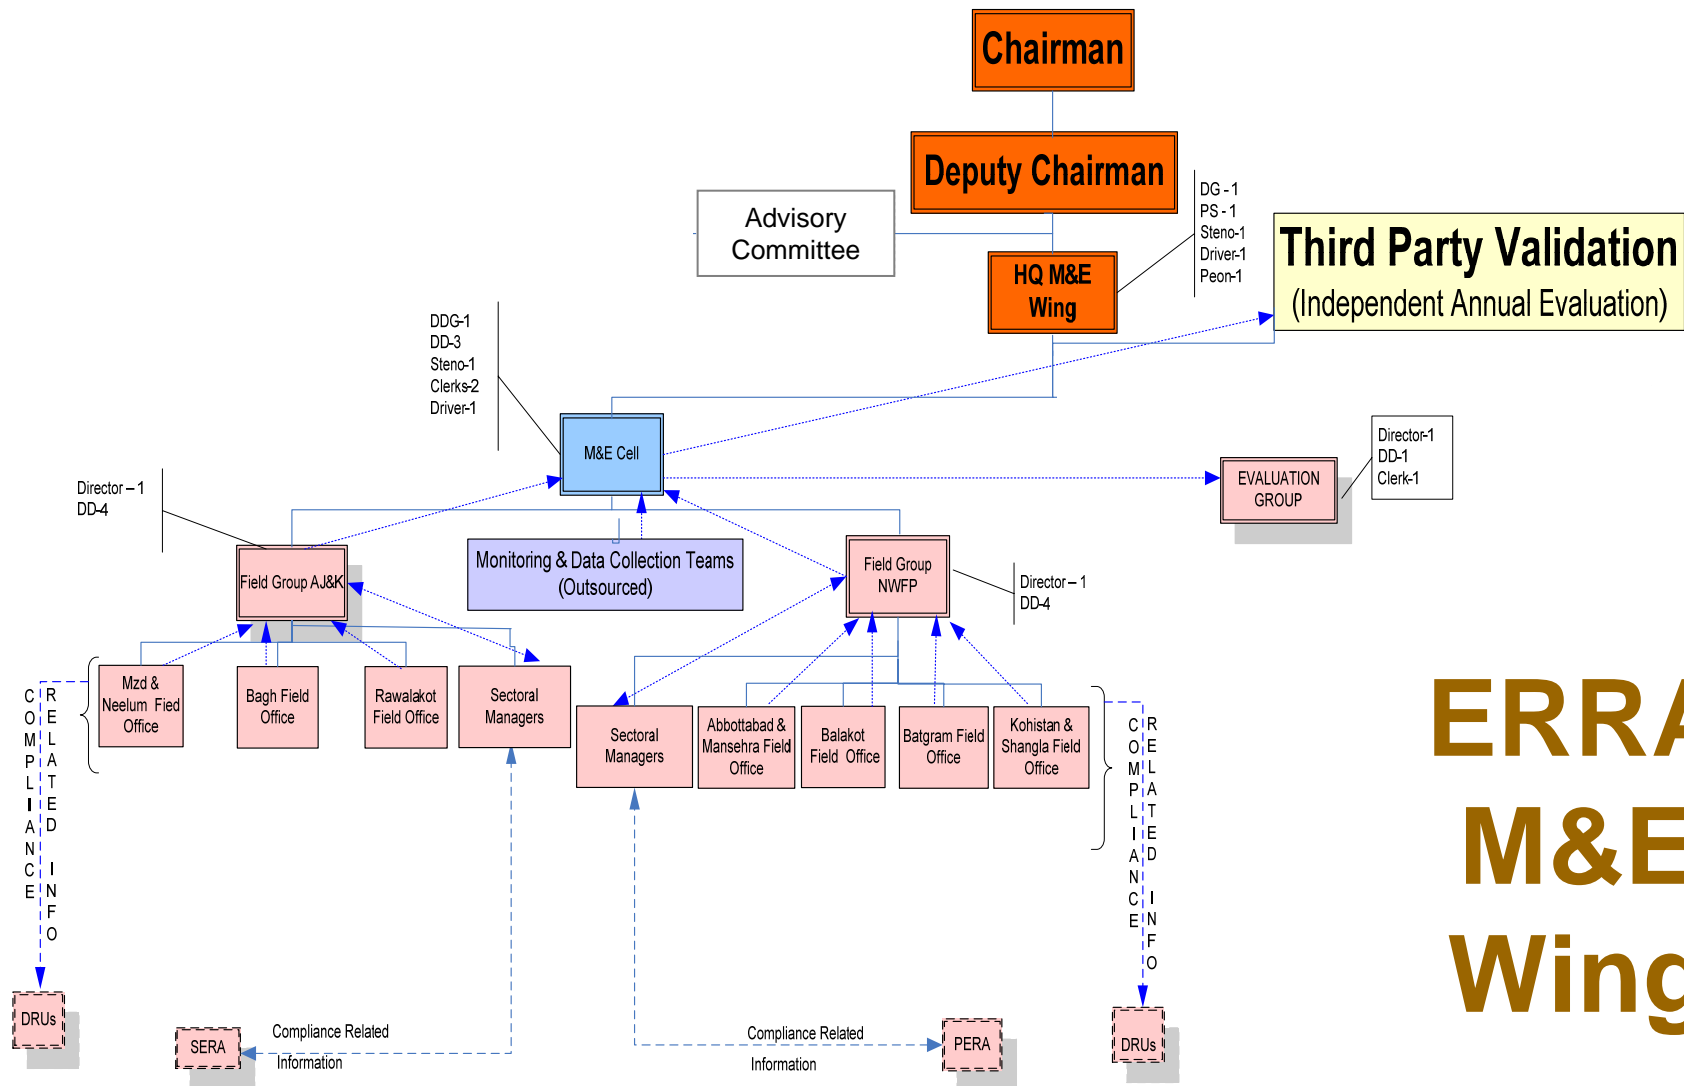 Chairman
Deputy Chairman
Advisory
Committee
DG - 1
PS - 1
Steno-1
Driver-1
Peon-1
HQ M&E
Wing
Third Party Validation
(Independent Annual Evaluation)
DDG-1
DD-3
Steno-1
Clerks-2
Driver-1
M&E Cell
Director-1
DD-1
Clerk-1
EVALUATION
GROUP
Director – 1
DD-4
Field Group AJ&K
Monitoring & Data Collection Teams
(Outsourced)
Field Group
NWFP
Director – 1
DD-4
Mzd &
Neelum Fied
Office
Bagh Field
Office
Rawalakot
Field Office
Sectoral
Managers
Sectoral
Managers
Abbottabad &
Mansehra Field
Office
Balakot
Field Office
Batgram Field
Office
Kohistan &
Shangla Field
Office
COMPLIANCE
RELATED INFO
COMPLIANCE
RELATED INFO
ERRA
M&E
Wing
DRUs
SERA
Compliance Related
Information
Compliance Related
Information
PERA
DRUs